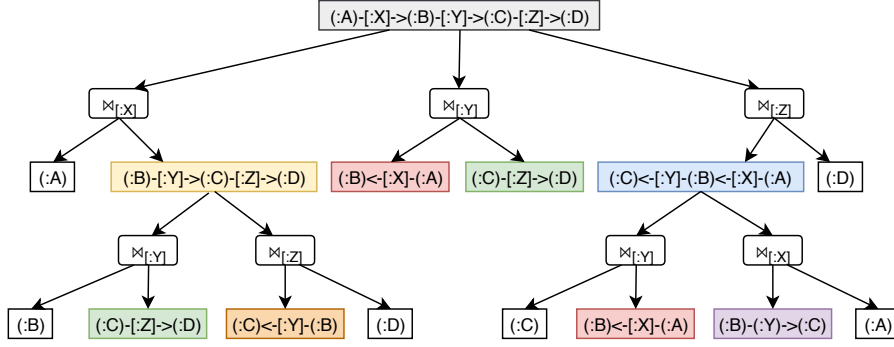 (:A)-[:X]->(:B)-[:Y]->(:C)-[:Z]->(:D)
⋈[:X] ⋈[:Y] ⋈[:Z]
(:A) (:B)-[:Y]->(:C)-[:Z]->(:D) (:B)<-[:X]-(:A) (:C)-[:Z]->(:D) (:C)<-[:Y]-(:B)<-[:X]-(:A) (:D)
⋈[:Y] ⋈[:Z] ⋈[:Y] ⋈[:X]
(:B) (:C)-[:Z]->(:D) (:C)<-[:Y]-(:B) (:D) (:C) (:B)<-[:X]-(:A) (:B)-(:Y)->(:C) (:A)